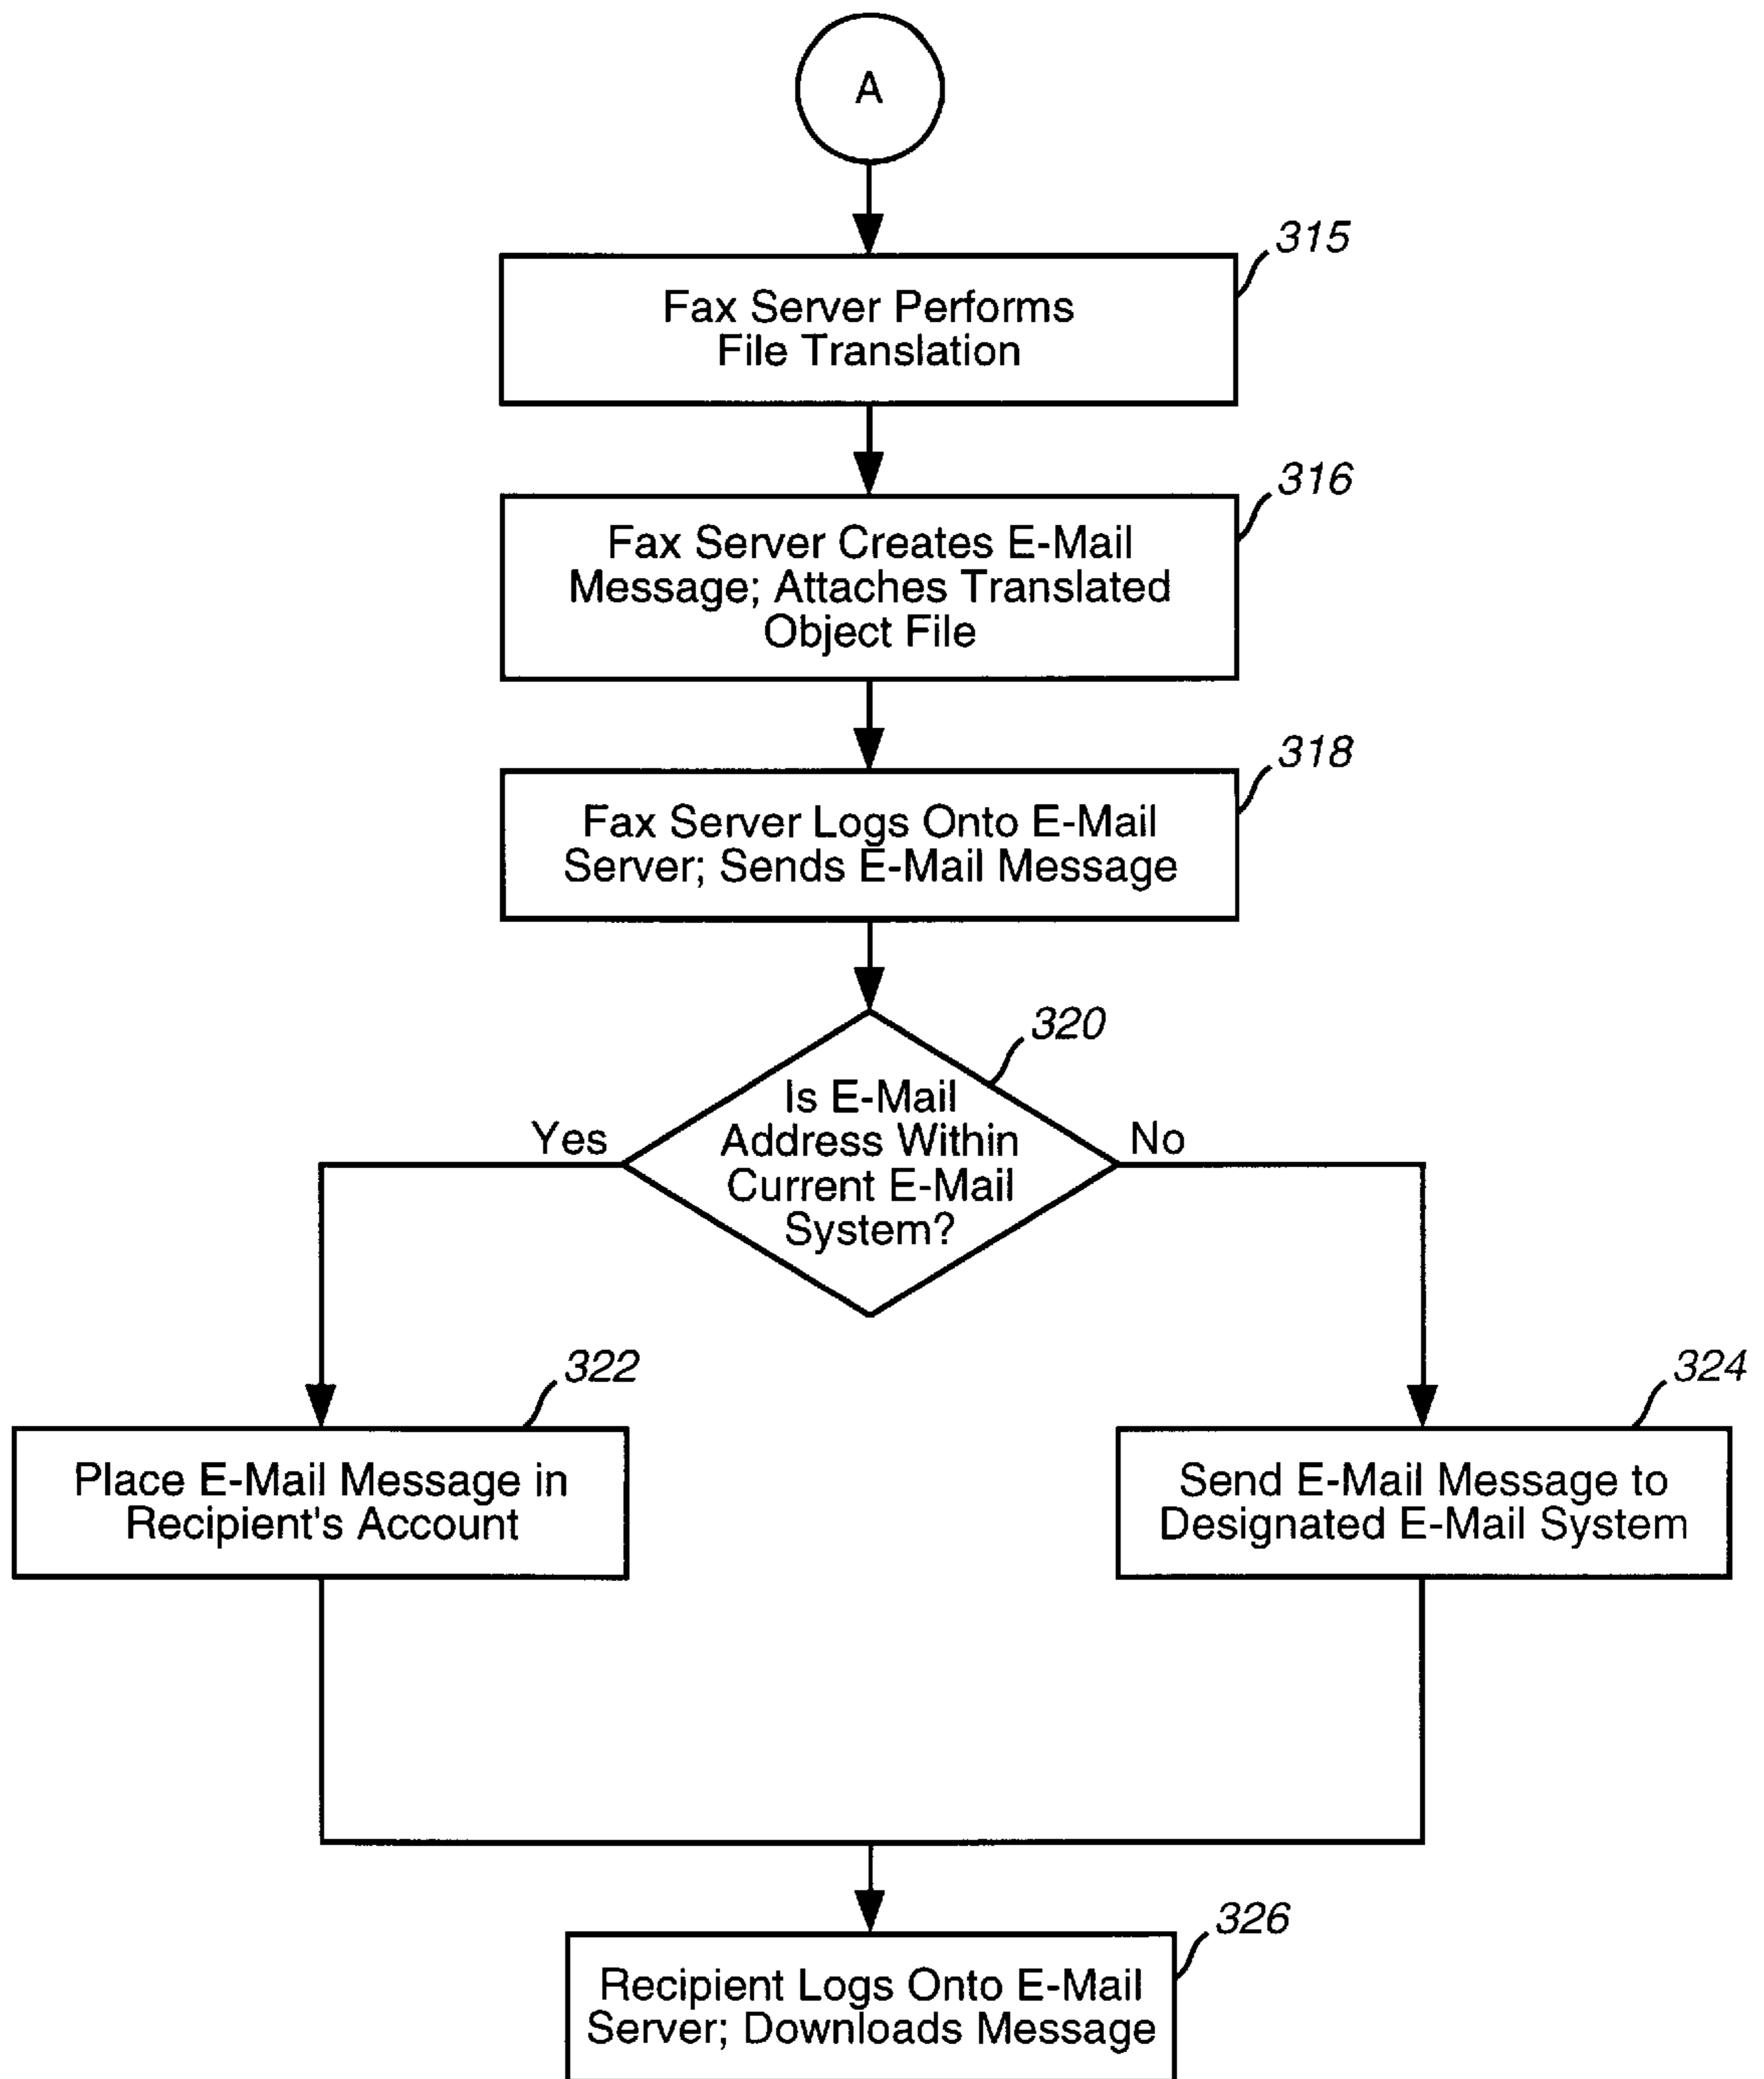 A
315
Fax Server Performs
File Translation
316
Fax Server Creates E-Mail
Message; Attaches Translated
Object File
318
Fax Server Logs Onto E-Mail
Server; Sends E-Mail Message
320
Is E-Mail
Address Within
Current E-Mail
System?
Yes
No
322
Place E-Mail Message in
Recipient's Account
324
Send E-Mail Message to
Designated E-Mail System
326
Recipient Logs Onto E-Mail
Server; Downloads Message